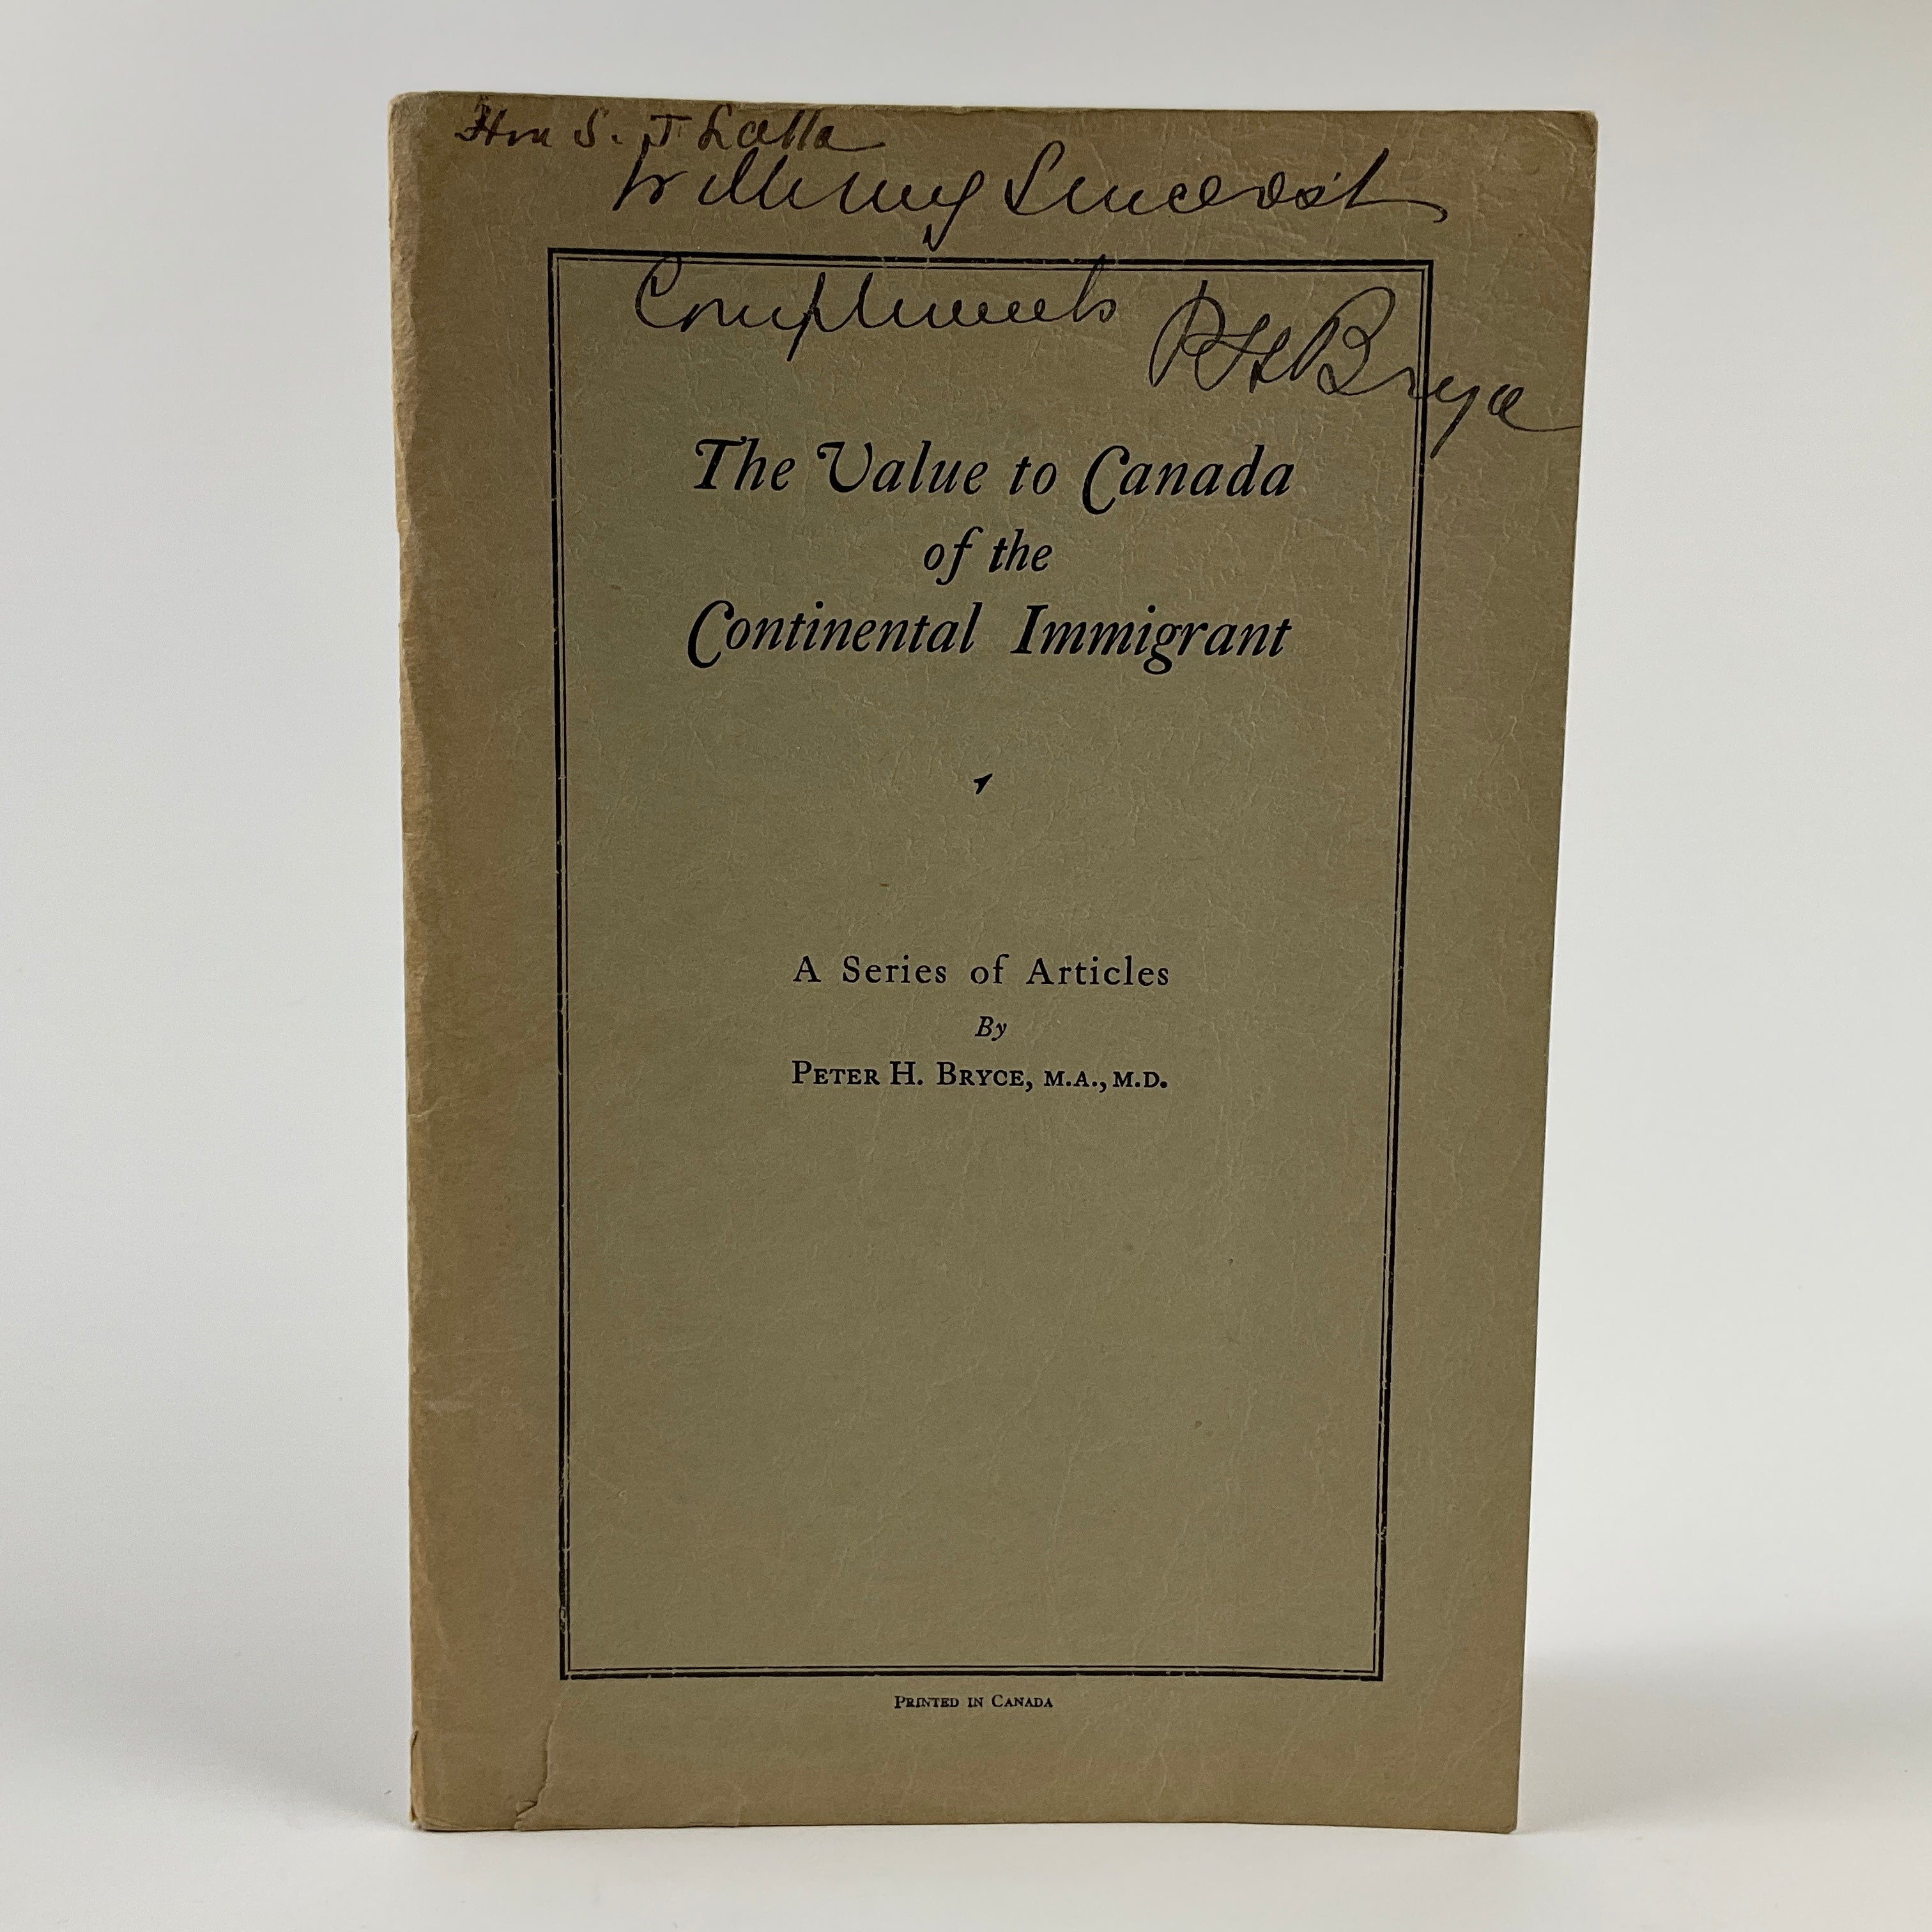 Hon S. J Latta
with my sincerest
Compliments PH Bryce
The Value to Canada
of the
Continental Immigrant
A Series of Articles
By
PETER H. BRYCE, M.A., M.D.
PRINTED IN CANADA